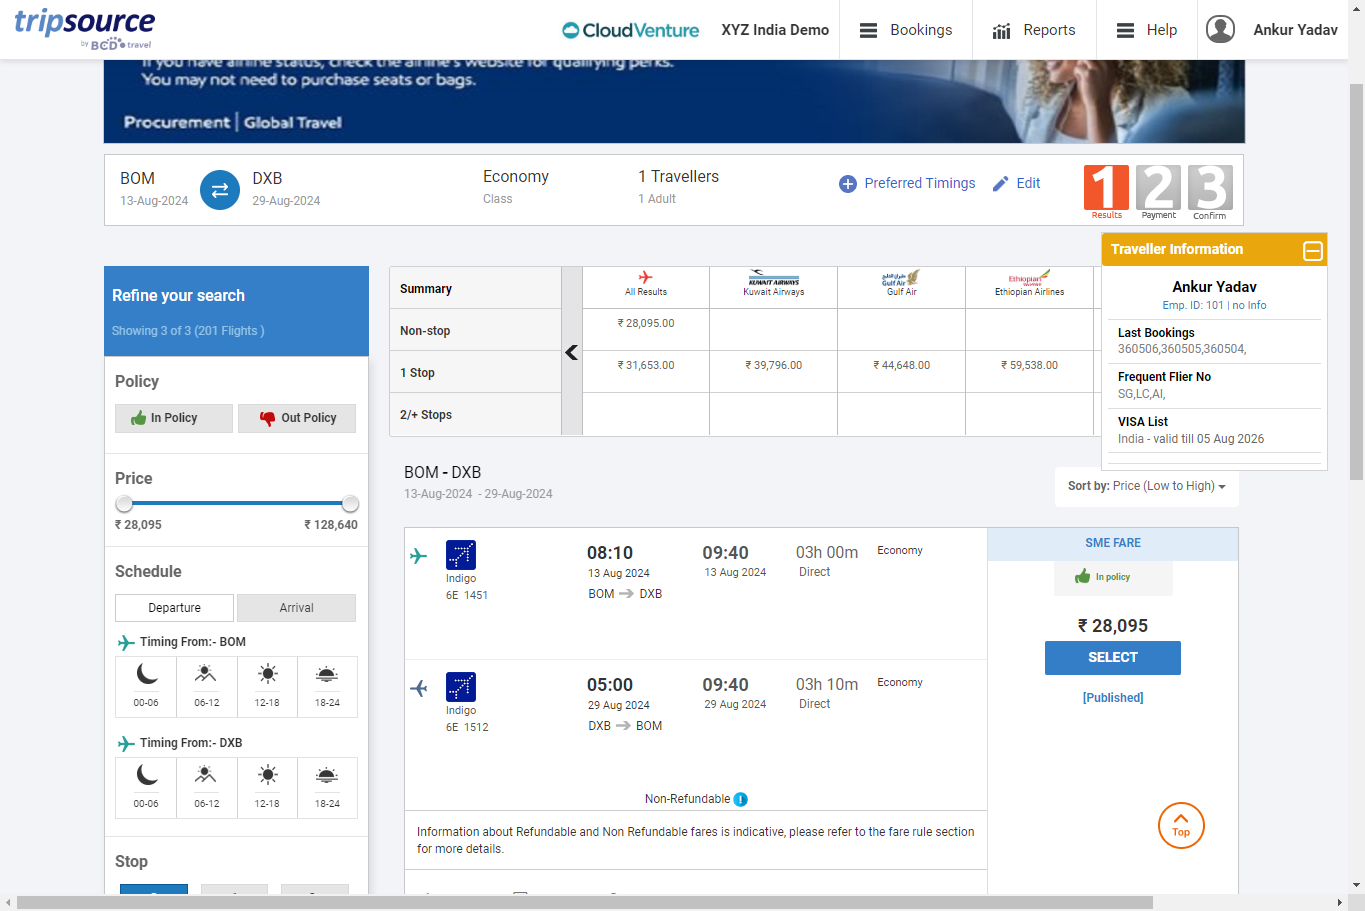 tripsource
by BCD travel
CloudVenture
XYZ India Demo
Bookings
Reports
Help
Ankur Yadav
If you have airline status, check the airline's website for qualifying perks.
You may not need to purchase seats or bags.
Procurement | Global Travel
BOM
13-Aug-2024
DXB
29-Aug-2024
Economy
Class
1 Travellers
1 Adult
Preferred Timings
Edit
1
Results
2
Payment
3
Confirm
Traveller Information
Ankur Yadav
Emp. ID: 101 | no Info
Last Bookings
360506,360505,360504,
Frequent Flier No
SG,LC,AI,
VISA List
India - valid till 05 Aug 2026
Refine your search
Showing 3 of 3 (201 Flights )
Policy
In Policy
Out Policy
Price
₹ 28,095
₹ 128,640
Schedule
Departure
Arrival
Timing From:- BOM
00-06
06-12
12-18
18-24
Timing From:- DXB
00-06
06-12
12-18
18-24
Stop
Summary
All Results
KUWAIT AIRWAYS
Kuwait Airways
طيران الخليج
Gulf Air
Gulf Air
Ethiopian
Ethiopian Airlines
Non-stop
₹ 28,095.00
1 Stop
₹ 31,653.00
₹ 39,796.00
₹ 44,648.00
₹ 59,538.00
2/+ Stops
BOM - DXB
13-Aug-2024 - 29-Aug-2024
Sort by: Price (Low to High)
Indigo
6E 1451
08:10
13 Aug 2024
BOM
DXB
09:40
13 Aug 2024
03h 00m
Direct
Economy
Indigo
6E 1512
05:00
29 Aug 2024
DXB
BOM
09:40
29 Aug 2024
03h 10m
Direct
Economy
Non-Refundable
Information about Refundable and Non Refundable fares is indicative, please refer to the fare rule section
for more details.
SME FARE
In policy
₹ 28,095
SELECT
[Published]
Top